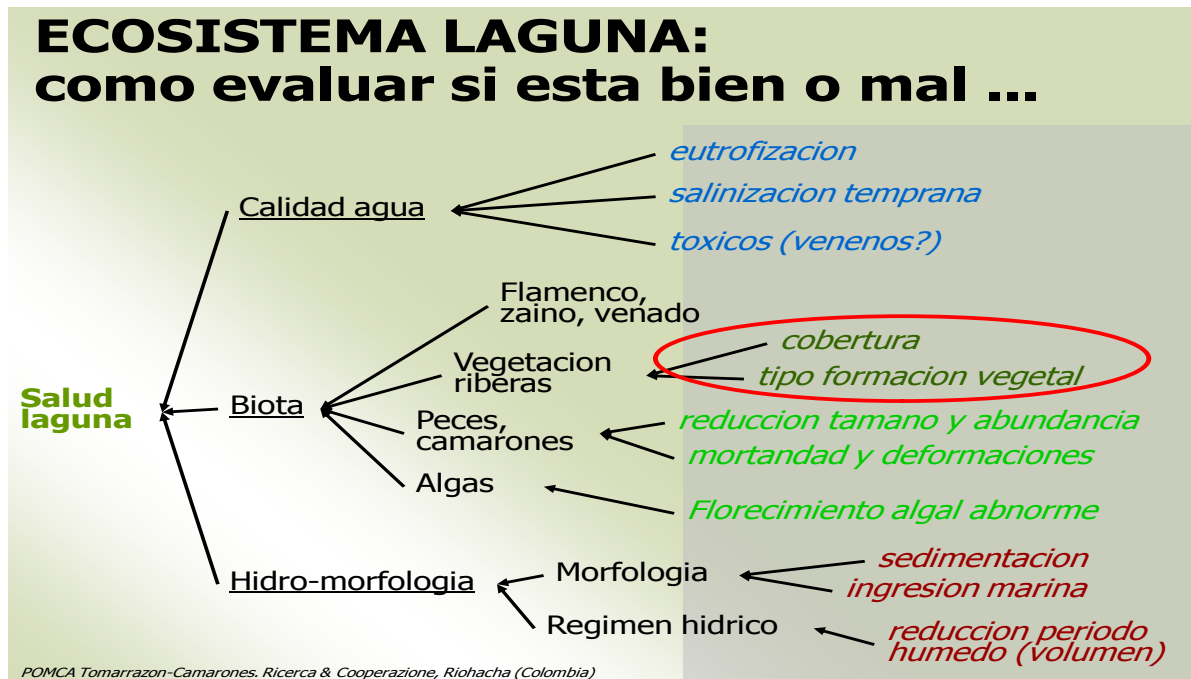 ECOSISTEMA LAGUNA:
como evaluar si esta bien o mal ...
eutrofizacion
Calidad agua
salinizacion temprana
toxicos (venenos?)
Flamenco,
zaino, venado
cobertura
Vegetacion
riberas
tipo formacion vegetal
Salud
laguna
Biota
Peces,
camarones
reduccion tamano y abundancia
mortandad y deformaciones
Algas
Florecimiento algal abnorme
Hidro-morfologia
Morfologia
sedimentacion
ingresion marina
Regimen hidrico
reduccion periodo
humedo (volumen)
POMCA Tomarrazon-Camarones. Ricerca & Cooperazione, Riohacha (Colombia)